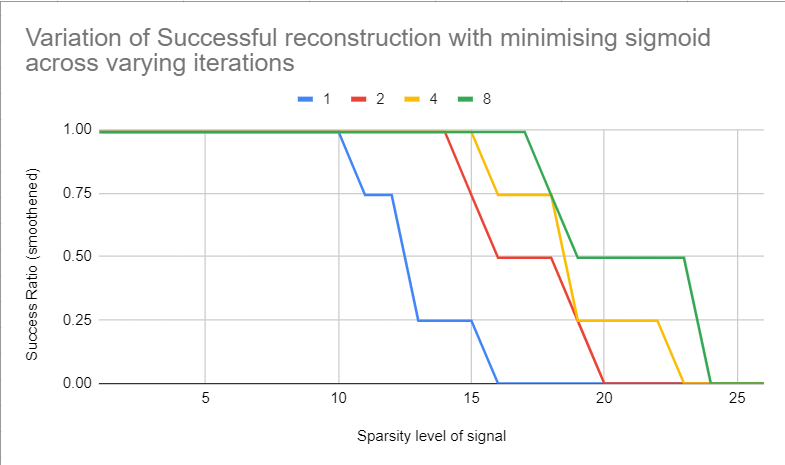 Variation of Successful reconstruction with minimising sigmoid
across varying iterations
1 2 4 8
Success Ratio (smoothened)
1.00
0.75
0.50
0.25
0.00
5 10 15 20 25
Sparsity level of signal